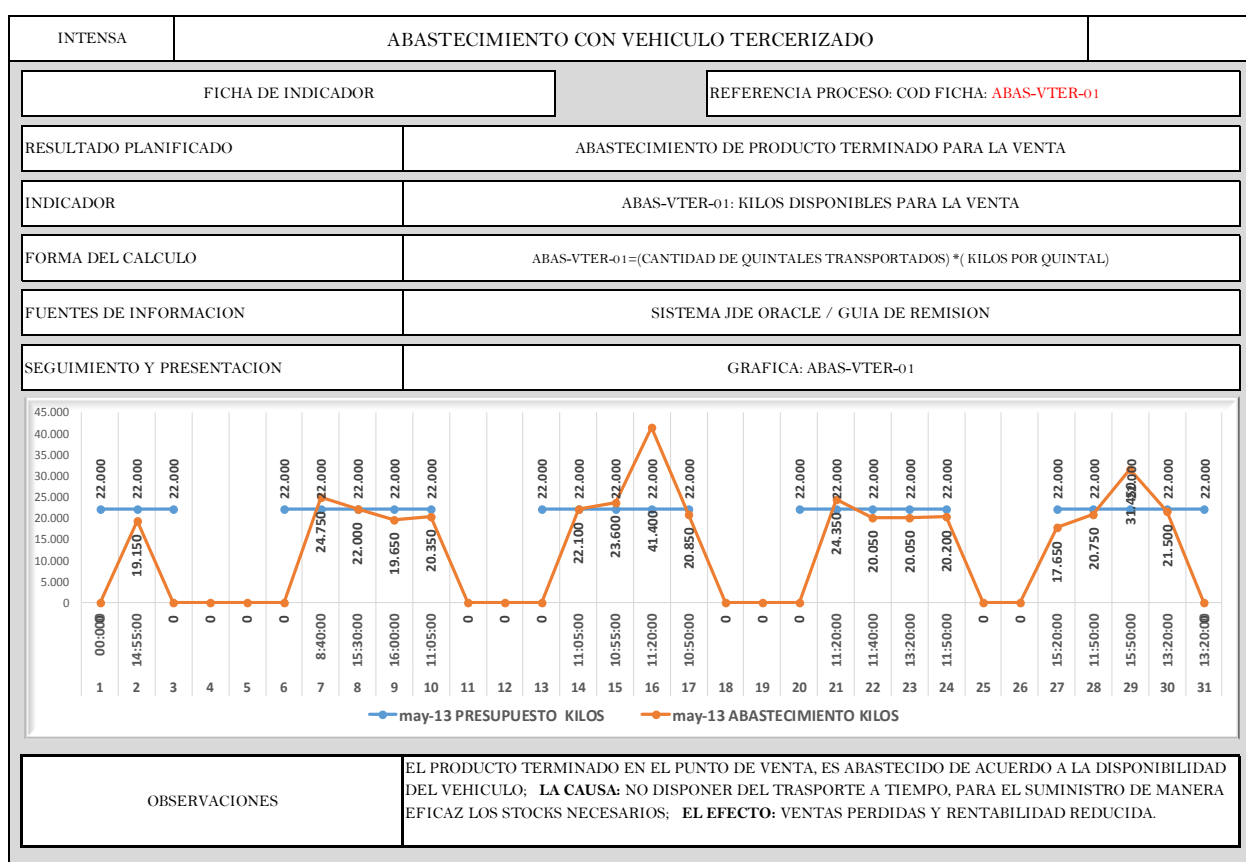 INTENSA
ABASTECIMIENTO CON VEHICULO TERCERIZADO
FICHA DE INDICADOR
REFERENCIA PROCESO: COD FICHA: ABAS-VTER-01
RESULTADO PLANIFICADO
ABASTECIMIENTO DE PRODUCTO TERMINADO PARA LA VENTA
INDICADOR
ABAS-VTER-01: KILOS DISPONIBLES PARA LA VENTA
FORMA DEL CALCULO
ABAS-VTER-01=(CANTIDAD DE QUINTALES TRANSPORTADOS) *( KILOS POR QUINTAL)
FUENTES DE INFORMACION
SISTEMA JDE ORACLE / GUIA DE REMISION
SEGUIMIENTO Y PRESENTACION
GRAFICA: ABAS-VTER-01
45.000
40.000
35.000
30.000
25.000
20.000
15.000
10.000
5.000
0
22.000 22.000 22.000 22.000 22.000 22.000 22.000 22.000 22.000 22.000 22.000 22.000 22.000 22.000 22.000 22.000 22.000 22.000 22.000 22.000 22.000 22.000 22.000
19.150 0 0 0 0 24.750 22.000 19.650 20.350 0 0 0 22.100 23.600 41.400 20.850 0 0 0 24.350 20.050 20.050 20.200 0 0 17.650 20.750 31.450 21.500
00:00:00 14:55:00 8:40:00 15:30:00 16:00:00 11:05:00 11:05:00 10:55:00 11:20:00 10:50:00 11:20:00 11:40:00 13:20:00 11:50:00 15:20:00 11:50:00 15:50:00 13:20:00 13:20:00
1 2 3 4 5 6 7 8 9 10 11 12 13 14 15 16 17 18 19 20 21 22 23 24 25 26 27 28 29 30 31
may-13 PRESUPUESTO KILOS
may-13 ABASTECIMIENTO KILOS
OBSERVACIONES
EL PRODUCTO TERMINADO EN EL PUNTO DE VENTA, ES ABASTECIDO DE ACUERDO A LA DISPONIBILIDAD
DEL VEHICULO; LA CAUSA: NO DISPONER DEL TRASPORTE A TIEMPO, PARA EL SUMINISTRO DE MANERA
EFICAZ LOS STOCKS NECESARIOS; EL EFECTO: VENTAS PERDIDAS Y RENTABILIDAD REDUCIDA.